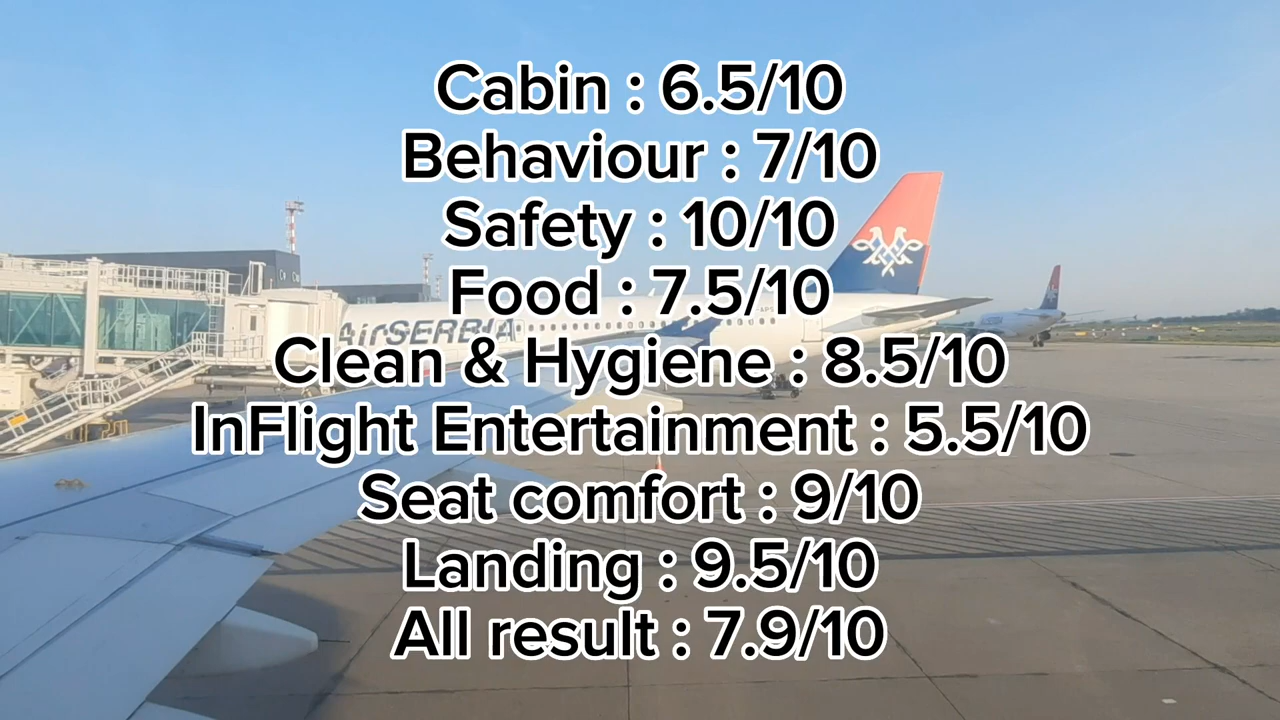 Cabin : 6.5/10
Behaviour : 7/10
Safety : 10/10
Food : 7.5/10
AirSERBIA
Clean & Hygiene : 8.5/10
InFlight Entertainment : 5.5/10
Seat comfort : 9/10
Landing : 9.5/10
All result : 7.9/10